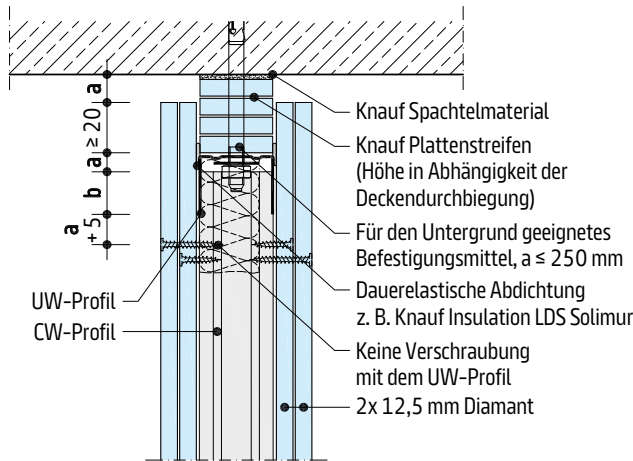 a
≥ 20
a
b
a
+ 5
Knauf Spachtelmaterial
Knauf Plattenstreifen
(Höhe in Abhängigkeit der
Deckendurchbiegung)
Für den Untergrund geeignetes
Befestigungsmittel, a ≤ 250 mm
Dauerelastische Abdichtung
z. B. Knauf Insulation LDS Solimur
Keine Verschraubung
mit dem UW-Profil
2x 12,5 mm Diamant
UW-Profil
CW-Profil